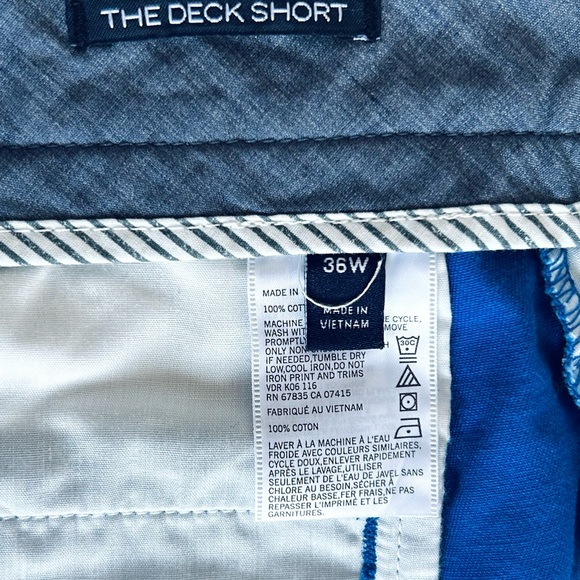 THE DECK SHORT
36W
MADE IN
VIETNAM
MADE IN
100% COT
MACHINE E CYCLE,
WASH WIT MOVE
PROMPTLY
ONLY NON H
IF NEEDED,TUMBLE DRY
LOW,COOL IRON,DO NOT
IRON PRINT AND TRIMS
VDR K06 116
RN 67835 CA 07415
FABRIQUÉ AU VIETNAM
100% COTON
LAVER À LA MACHINE À L'EAU
FROIDE AVEC COULEURS SIMILAIRES,
CYCLE DOUX,ENLEVER RAPIDEMENT
APRÈS LE LAVAGE,UTILISER
SEULEMENT DE L'EAU DE JAVEL SANS
CHLORE AU BESOIN,SÉCHER À
CHALEUR BASSE,FER FRAIS,NE PAS
REPASSER L'IMPRIMÉ ET LES
GARNITURES.
30C